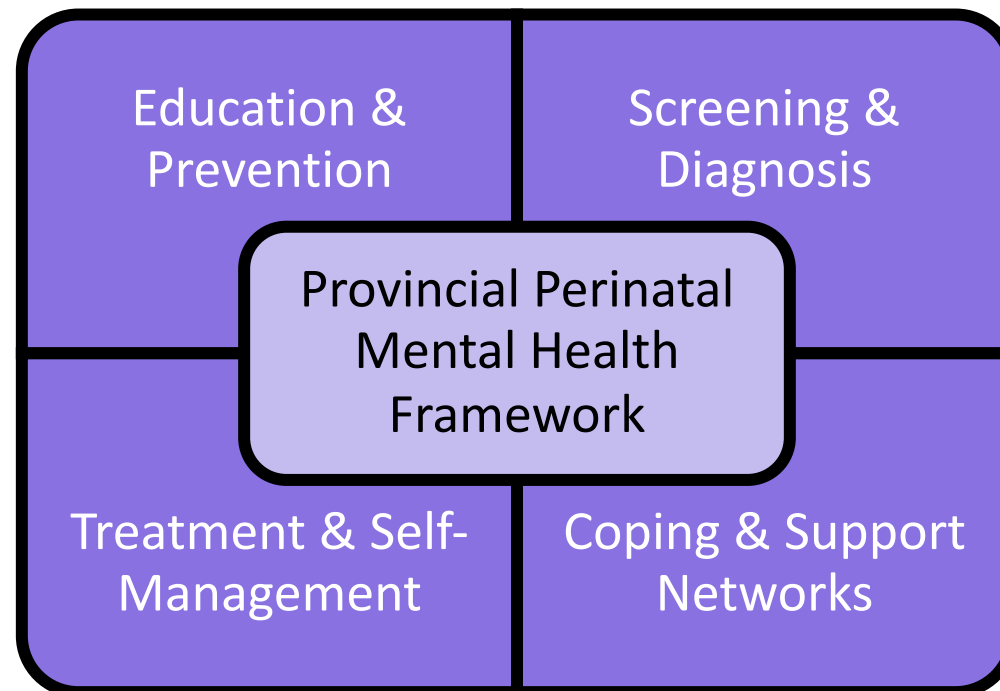 Education &
Prevention
Screening &
Diagnosis
Provincial Perinatal
Mental Health
Framework
Treatment & Self-
Management
Coping & Support
Networks